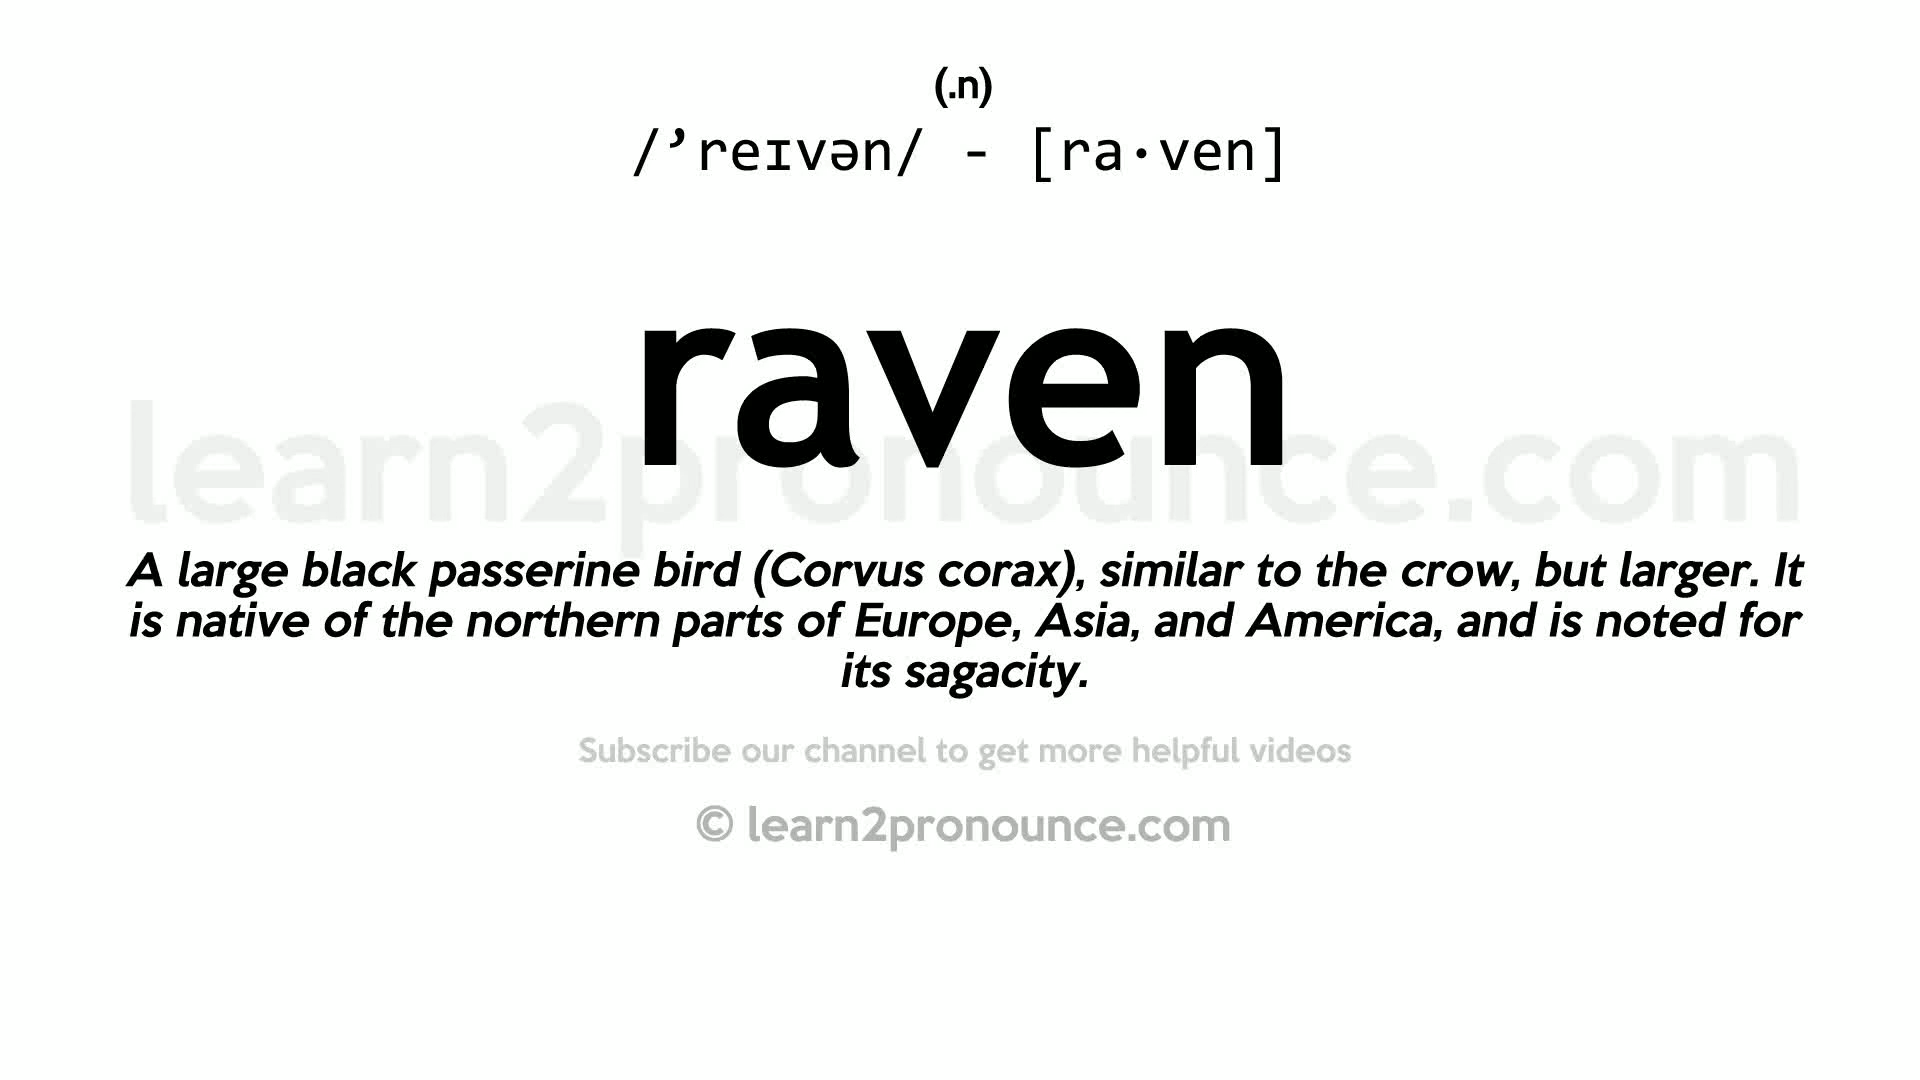 (.n)
/’reɪvən/ - [ra·ven]
raven
learn2pronounce.com
A large black passerine bird (Corvus corax), similar to the crow, but larger. It
is native of the northern parts of Europe, Asia, and America, and is noted for
its sagacity.
Subscribe our channel to get more helpful videos
© learn2pronounce.com